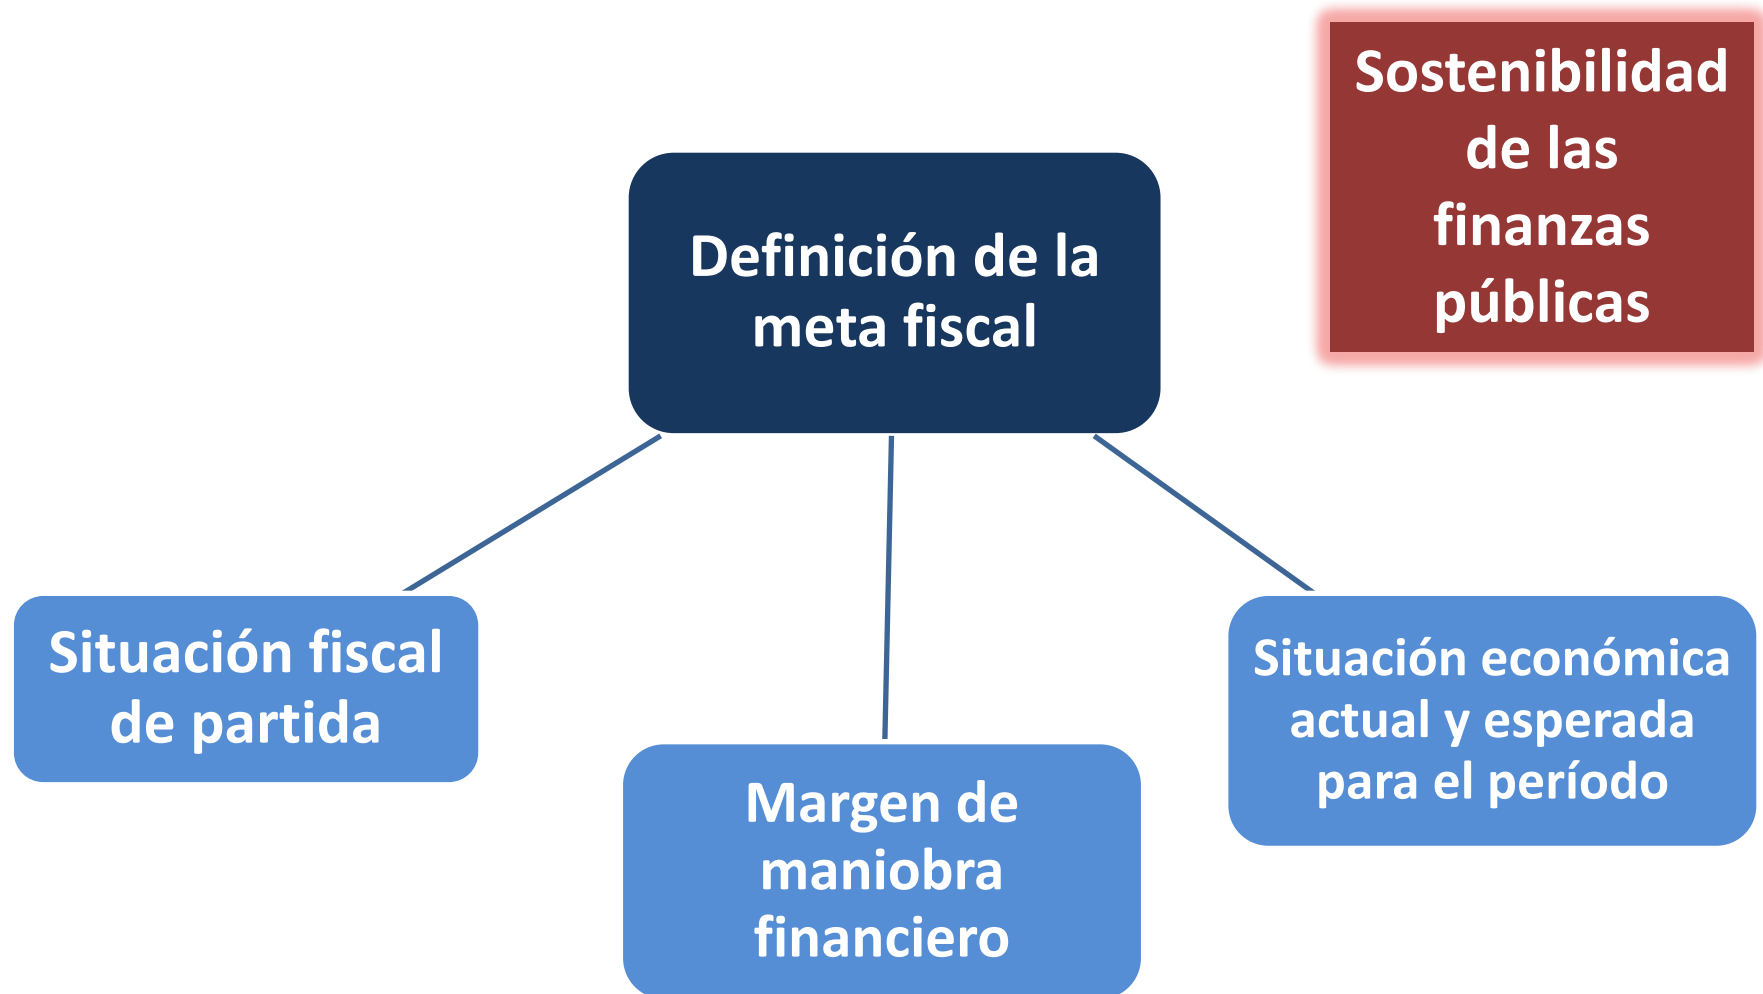 Sostenibilidad
de las
finanzas
públicas
Definición de la
meta fiscal
Situación fiscal
de partida
Margen de
maniobra
financiero
Situación económica
actual y esperada
para el período